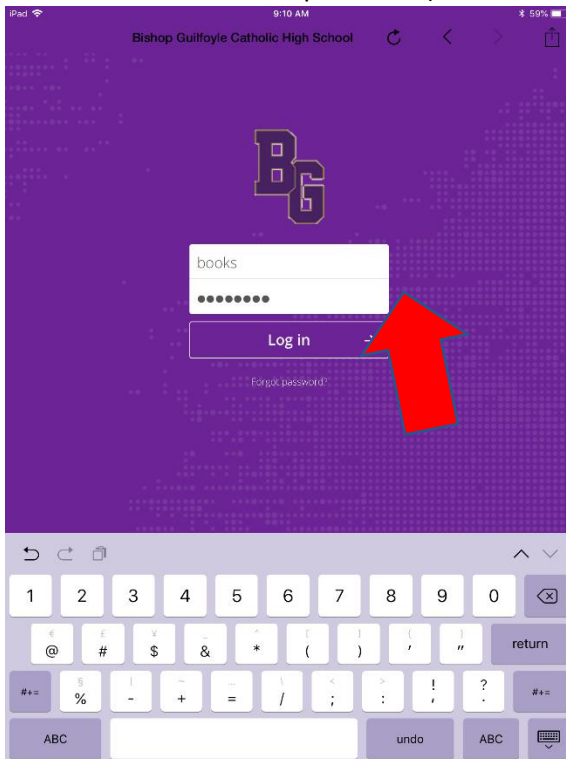 iPad 9:10 AM 59%
Bishop Guilfoyle Catholic High School
BG
books
••••••••
Log in →
Forgot password?
1 2 3 4 5 6 7 8 9 0
€ £ ¥ _ ^ [ ] { }
@ # $ & * ( ) ' " return
§ | ~ … \ < > ! ?
#+= % - + = / ; : , . #+=
ABC undo ABC